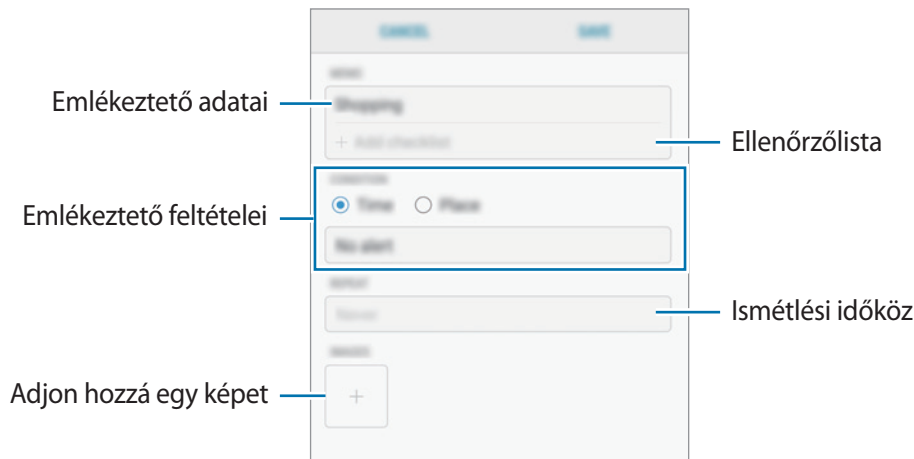 CANCEL SAVE
MEMO
Emlékeztető adatai
Shopping
+ Add checklist
Ellenőrzőlista
CONDITION
Emlékeztető feltételei
Time Place
No alert
REPEAT
Never
Ismétlési időköz
IMAGES
Adjon hozzá egy képet
+